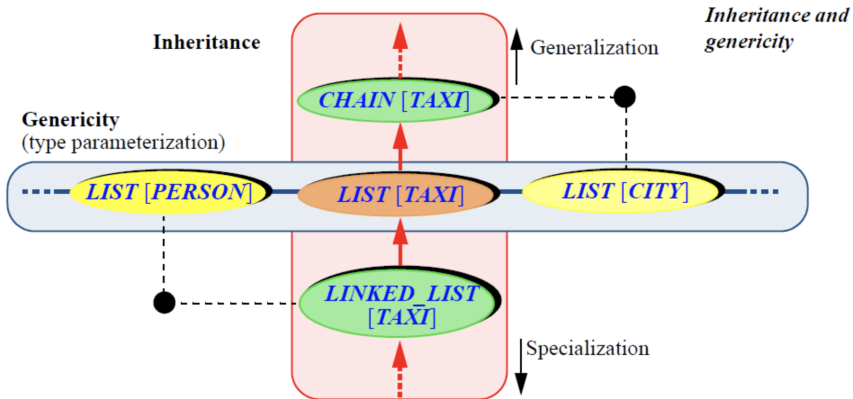 Inheritance and
genericity
Inheritance
Generalization
CHAIN [TAXI]
Genericity
(type parameterization)
LIST [PERSON]
LIST [TAXI]
LIST [CITY]
LINKED_LIST
[TAXI]
Specialization